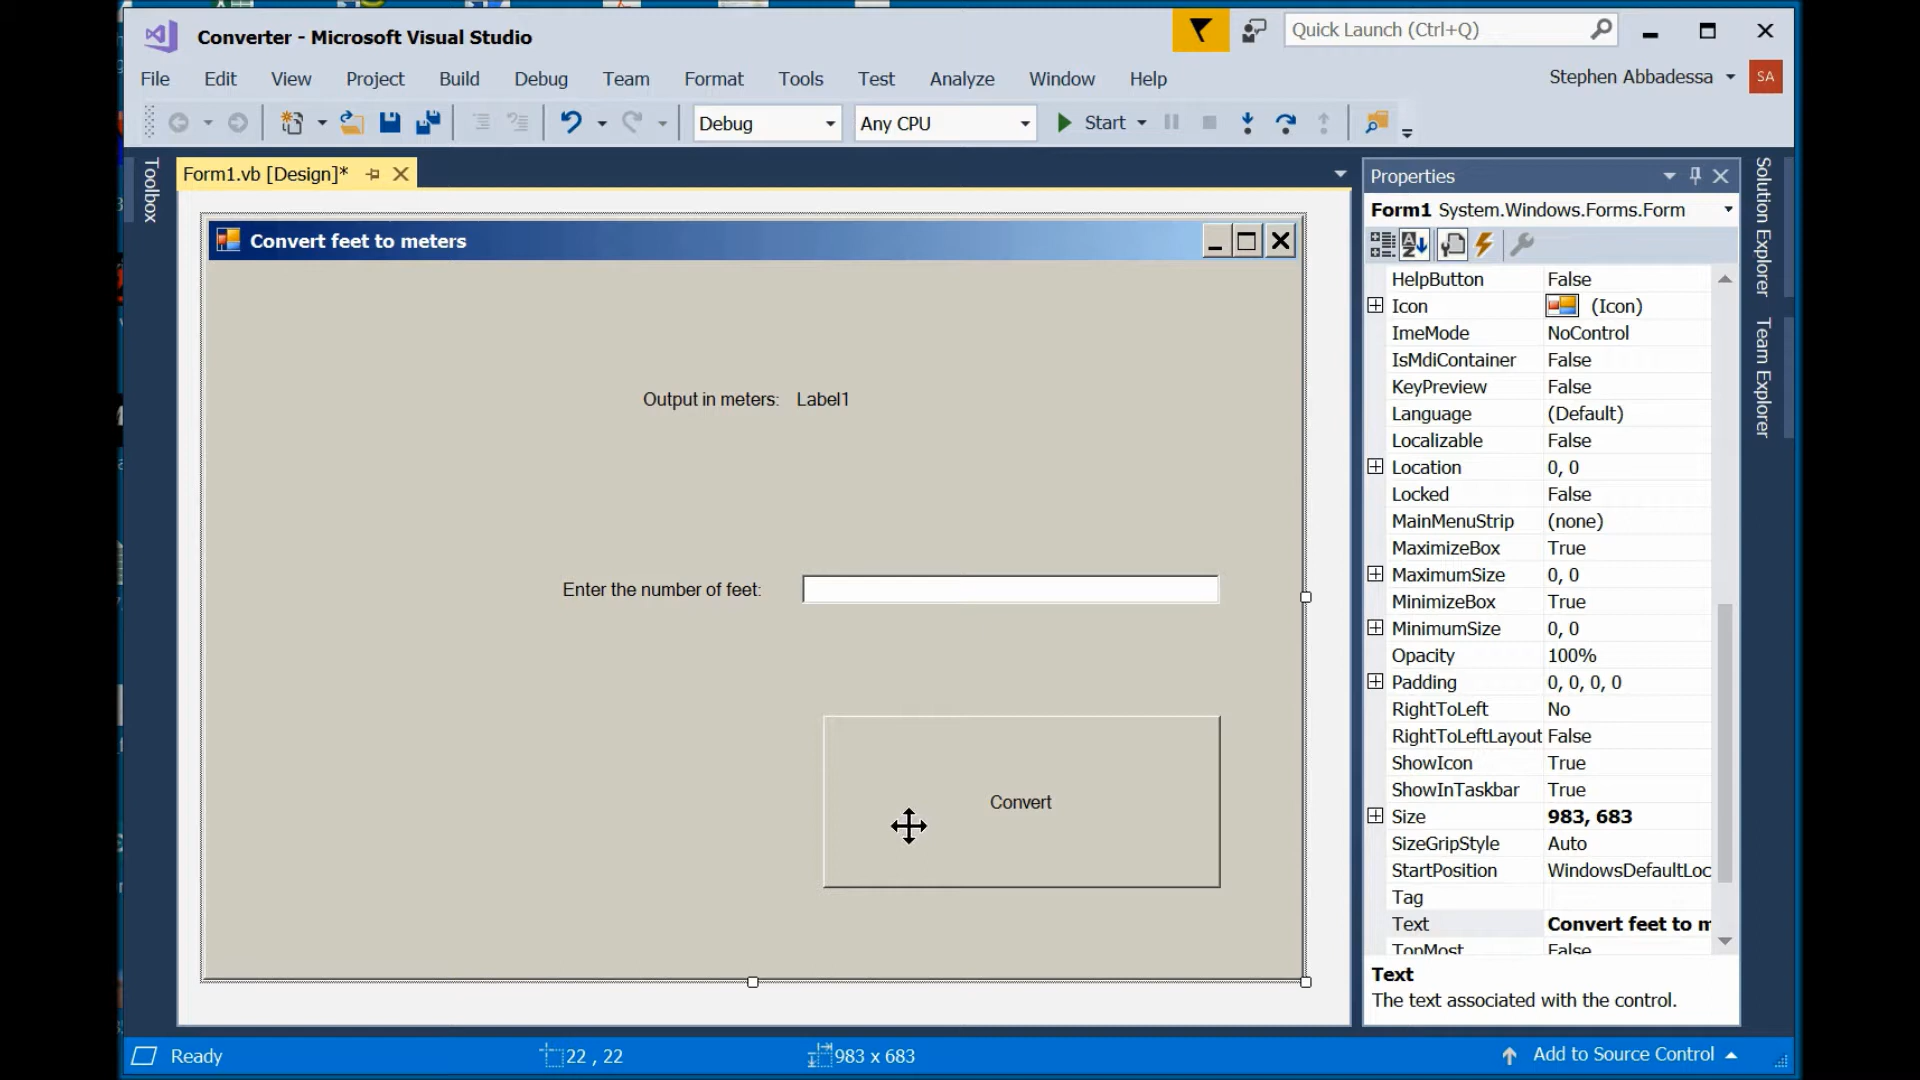 Converter - Microsoft Visual Studio
Quick Launch (Ctrl+Q)
File Edit View Project Build Debug Team Format Tools Test Analyze Window Help
Stephen Abbadessa
SA
Debug
Any CPU
Start
Toolbox
Form1.vb [Design]*
Convert feet to meters
Output in meters: Label1
Enter the number of feet:
Convert
Properties
Form1 System.Windows.Forms.Form
HelpButton False
Icon (Icon)
ImeMode NoControl
IsMdiContainer False
KeyPreview False
Language (Default)
Localizable False
Location 0, 0
Locked False
MainMenuStrip (none)
MaximizeBox True
MaximumSize 0, 0
MinimizeBox True
MinimumSize 0, 0
Opacity 100%
Padding 0, 0, 0, 0
RightToLeft No
RightToLeftLayout False
ShowIcon True
ShowInTaskbar True
Size 983, 683
SizeGripStyle Auto
StartPosition WindowsDefaultLoc
Tag
Text Convert feet to m
TopMost False
Text
The text associated with the control.
Solution Explorer
Team Explorer
Ready
22 , 22
983 x 683
Add to Source Control